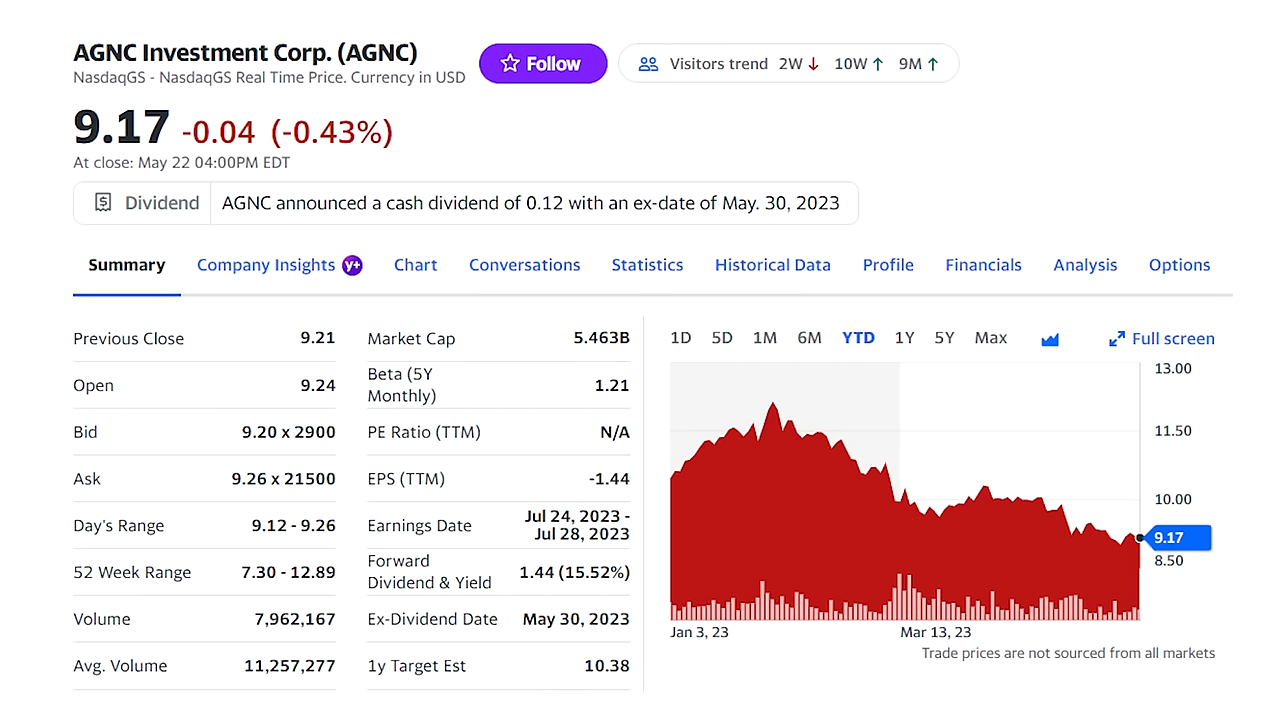 AGNC Investment Corp. (AGNC)
NasdaqGS - NasdaqGS Real Time Price. Currency in USD
Follow
Visitors trend 2W ↓ 10W ↑ 9M ↑
9.17 -0.04 (-0.43%)
At close: May 22 04:00PM EDT
Dividend
AGNC announced a cash dividend of 0.12 with an ex-date of May. 30, 2023
Summary Company Insights y+ Chart Conversations Statistics Historical Data Profile Financials Analysis Options
Previous Close 9.21
Open 9.24
Bid 9.20 x 2900
Ask 9.26 x 21500
Day's Range 9.12 - 9.26
52 Week Range 7.30 - 12.89
Volume 7,962,167
Avg. Volume 11,257,277
Market Cap 5.463B
Beta (5Y
Monthly) 1.21
PE Ratio (TTM) N/A
EPS (TTM) -1.44
Earnings Date Jul 24, 2023 -
Jul 28, 2023
Forward
Dividend & Yield 1.44 (15.52%)
Ex-Dividend Date May 30, 2023
1y Target Est 10.38
1D 5D 1M 6M YTD 1Y 5Y Max Full screen
13.00
11.50
10.00
9.17
8.50
Jan 3, 23 Mar 13, 23
Trade prices are not sourced from all markets